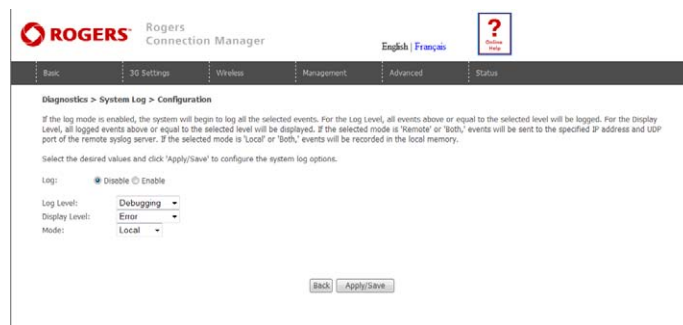 ROGERS™ Rogers
Connection Manager
English | Français
?
Online
Help
Basic 3G Settings Wireless Management Advanced Status
Diagnostics > System Log > Configuration
If the log mode is enabled, the system will begin to log all the selected events. For the Log Level, all events above or equal to the selected level will be logged. For the Display
Level, all logged events above or equal to the selected level will be displayed. If the selected mode is 'Remote' or 'Both,' events will be sent to the specified IP address and UDP
port of the remote syslog server. If the selected mode is 'Local' or 'Both,' events will be recorded in the local memory.
Select the desired values and click 'Apply/Save' to configure the system log options.
Log: Disable Enable
Log Level: Debugging
Display Level: Error
Mode: Local
Back Apply/Save